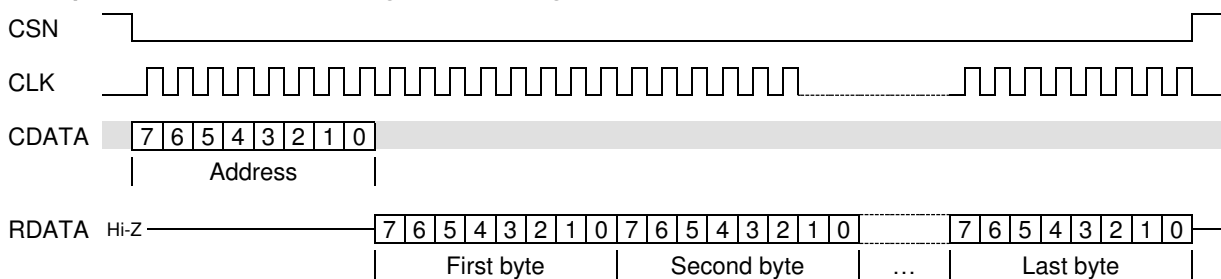 CSN
CLK
CDATA 7 6 5 4 3 2 1 0
Address
RDATA Hi-Z 7 6 5 4 3 2 1 0 7 6 5 4 3 2 1 0 7 6 5 4 3 2 1 0
First byte Second byte … Last byte